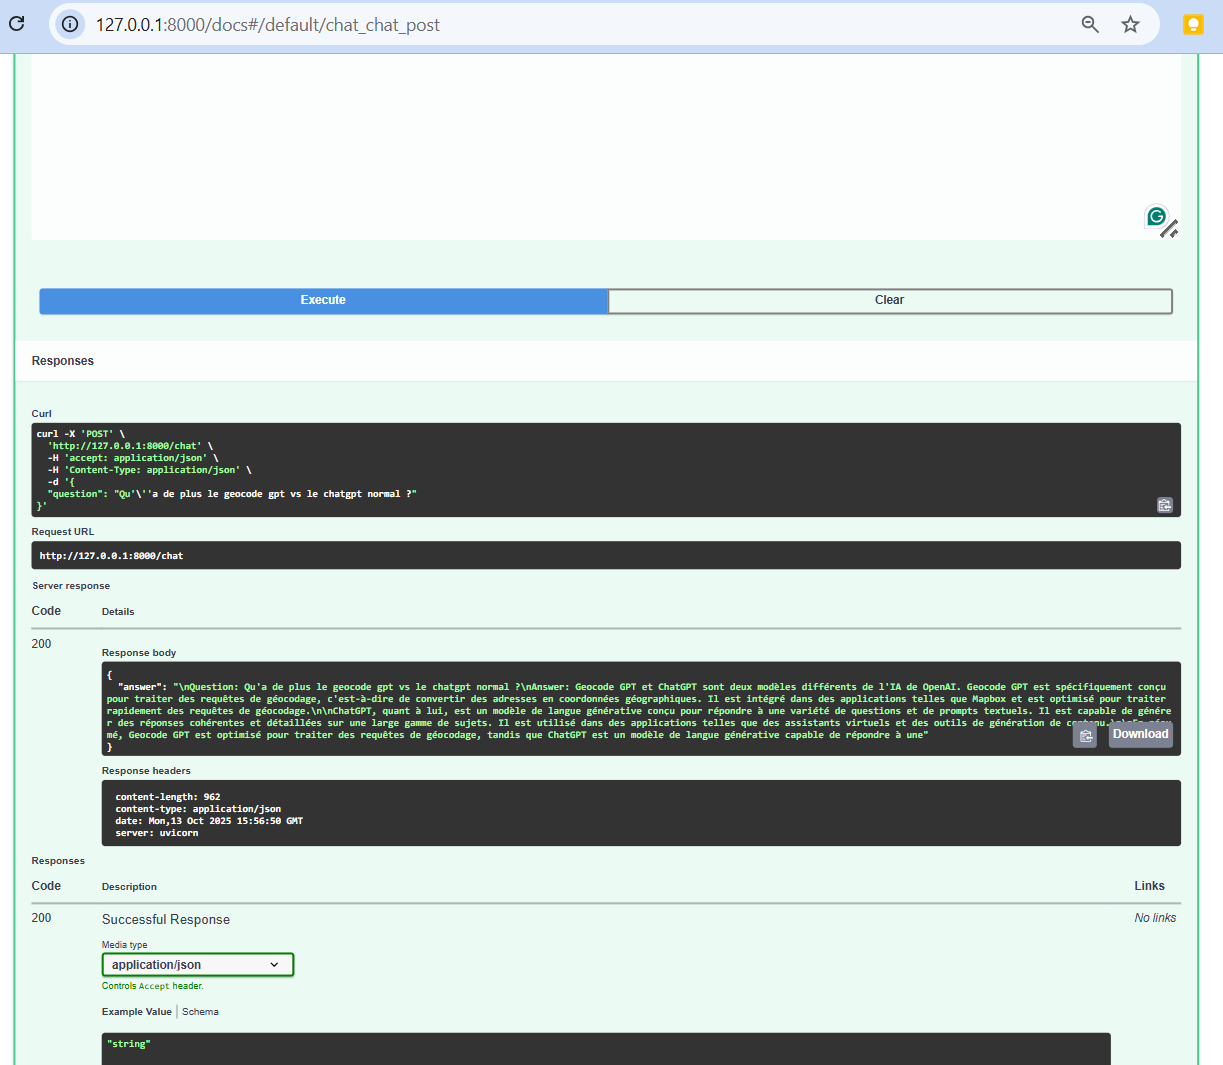 127.0.0.1:8000/docs#/default/chat_chat_post
Execute
Clear
Responses
Curl
curl -X 'POST' \
'http://127.0.0.1:8000/chat' \
-H 'accept: application/json' \
-H 'Content-Type: application/json' \
-d '{
"question": "Qu'\''a de plus le geocode gpt vs le chatgpt normal ?"
}'
Request URL
http://127.0.0.1:8000/chat
Server response
Code
Details
200
Response body
{
"answer": "\nQuestion: Qu'a de plus le geocode gpt vs le chatgpt normal ?\nAnswer: Geocode GPT et ChatGPT sont deux modèles différents de l'IA de OpenAI. Geocode GPT est spécifiquement conçu
pour traiter des requêtes de géocodage, c'est-à-dire de convertir des adresses en coordonnées géographiques. Il est intégré dans des applications telles que Mapbox et est optimisé pour traiter
rapidement des requêtes de géocodage.\n\nChatGPT, quant à lui, est un modèle de langue générative conçu pour répondre à une variété de questions et de prompts textuels. Il est capable de génére
r des réponses cohérentes et détaillées sur une large gamme de sujets. Il est utilisé dans des applications telles que des assistants virtuels et des outils de génération de contenu.\n\nEn résu
mé, Geocode GPT est optimisé pour traiter des requêtes de géocodage, tandis que ChatGPT est un modèle de langue générative capable de répondre à une"
}
Download
Response headers
content-length: 962
content-type: application/json
date: Mon,13 Oct 2025 15:56:50 GMT
server: uvicorn
Responses
Code
Description
Links
200
Successful Response
No links
Media type
application/json
Controls Accept header.
Example Value
Schema
"string"